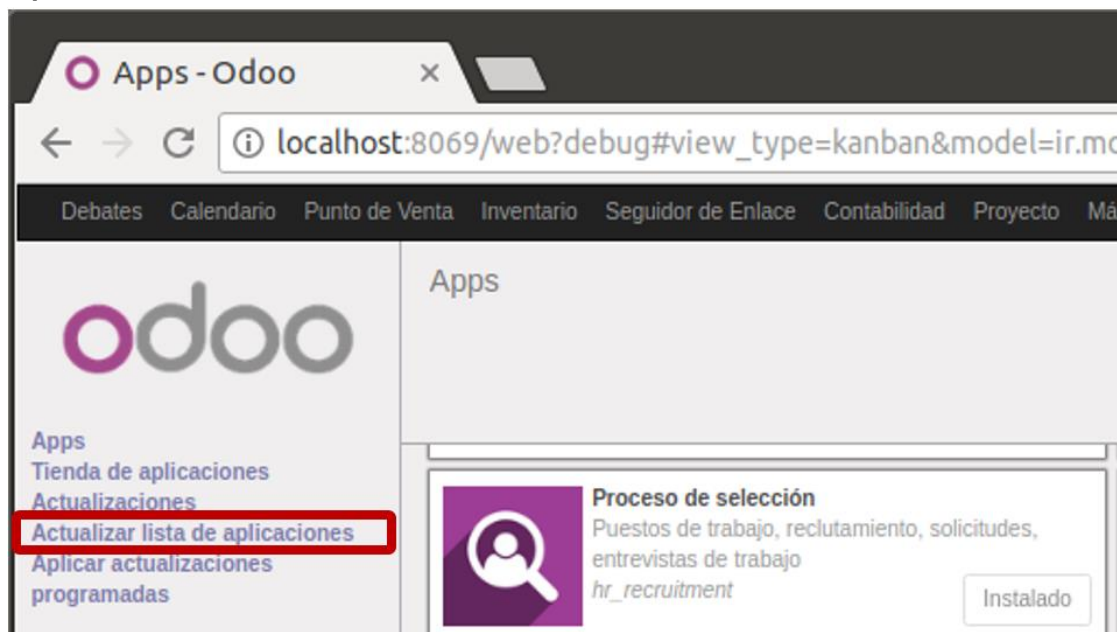 Apps - Odoo
localhost:8069/web?debug#view_type=kanban&model=ir.mo
Debates Calendario Punto de Venta Inventario Seguidor de Enlace Contabilidad Proyecto Má
odoo
Apps
Apps
Tienda de aplicaciones
Actualizaciones
Actualizar lista de aplicaciones
Aplicar actualizaciones
programadas
Proceso de selección
Puestos de trabajo, reclutamiento, solicitudes,
entrevistas de trabajo
hr_recruitment
Instalado